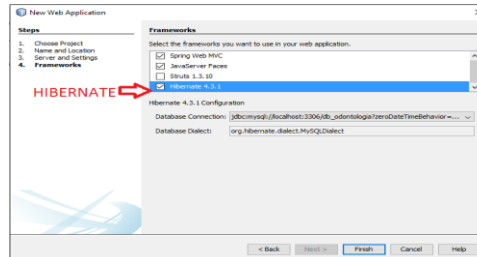 New Web Application
Steps
1. Choose Project
2. Name and Location
3. Server and Settings
4. Frameworks
Frameworks
Select the frameworks you want to use in your web application.
Spring Web MVC
JavaServer Faces
Struts 1.3.10
Hibernate 4.3.1
HIBERNATE
Hibernate 4.3.1 Configuration
Database Connection: jdbc:mysql://localhost:3306/db_odontologia?zeroDateTimeBehavior=...
Database Dialect: org.hibernate.dialect.MySQLDialect
< Back Next > Finish Cancel Help